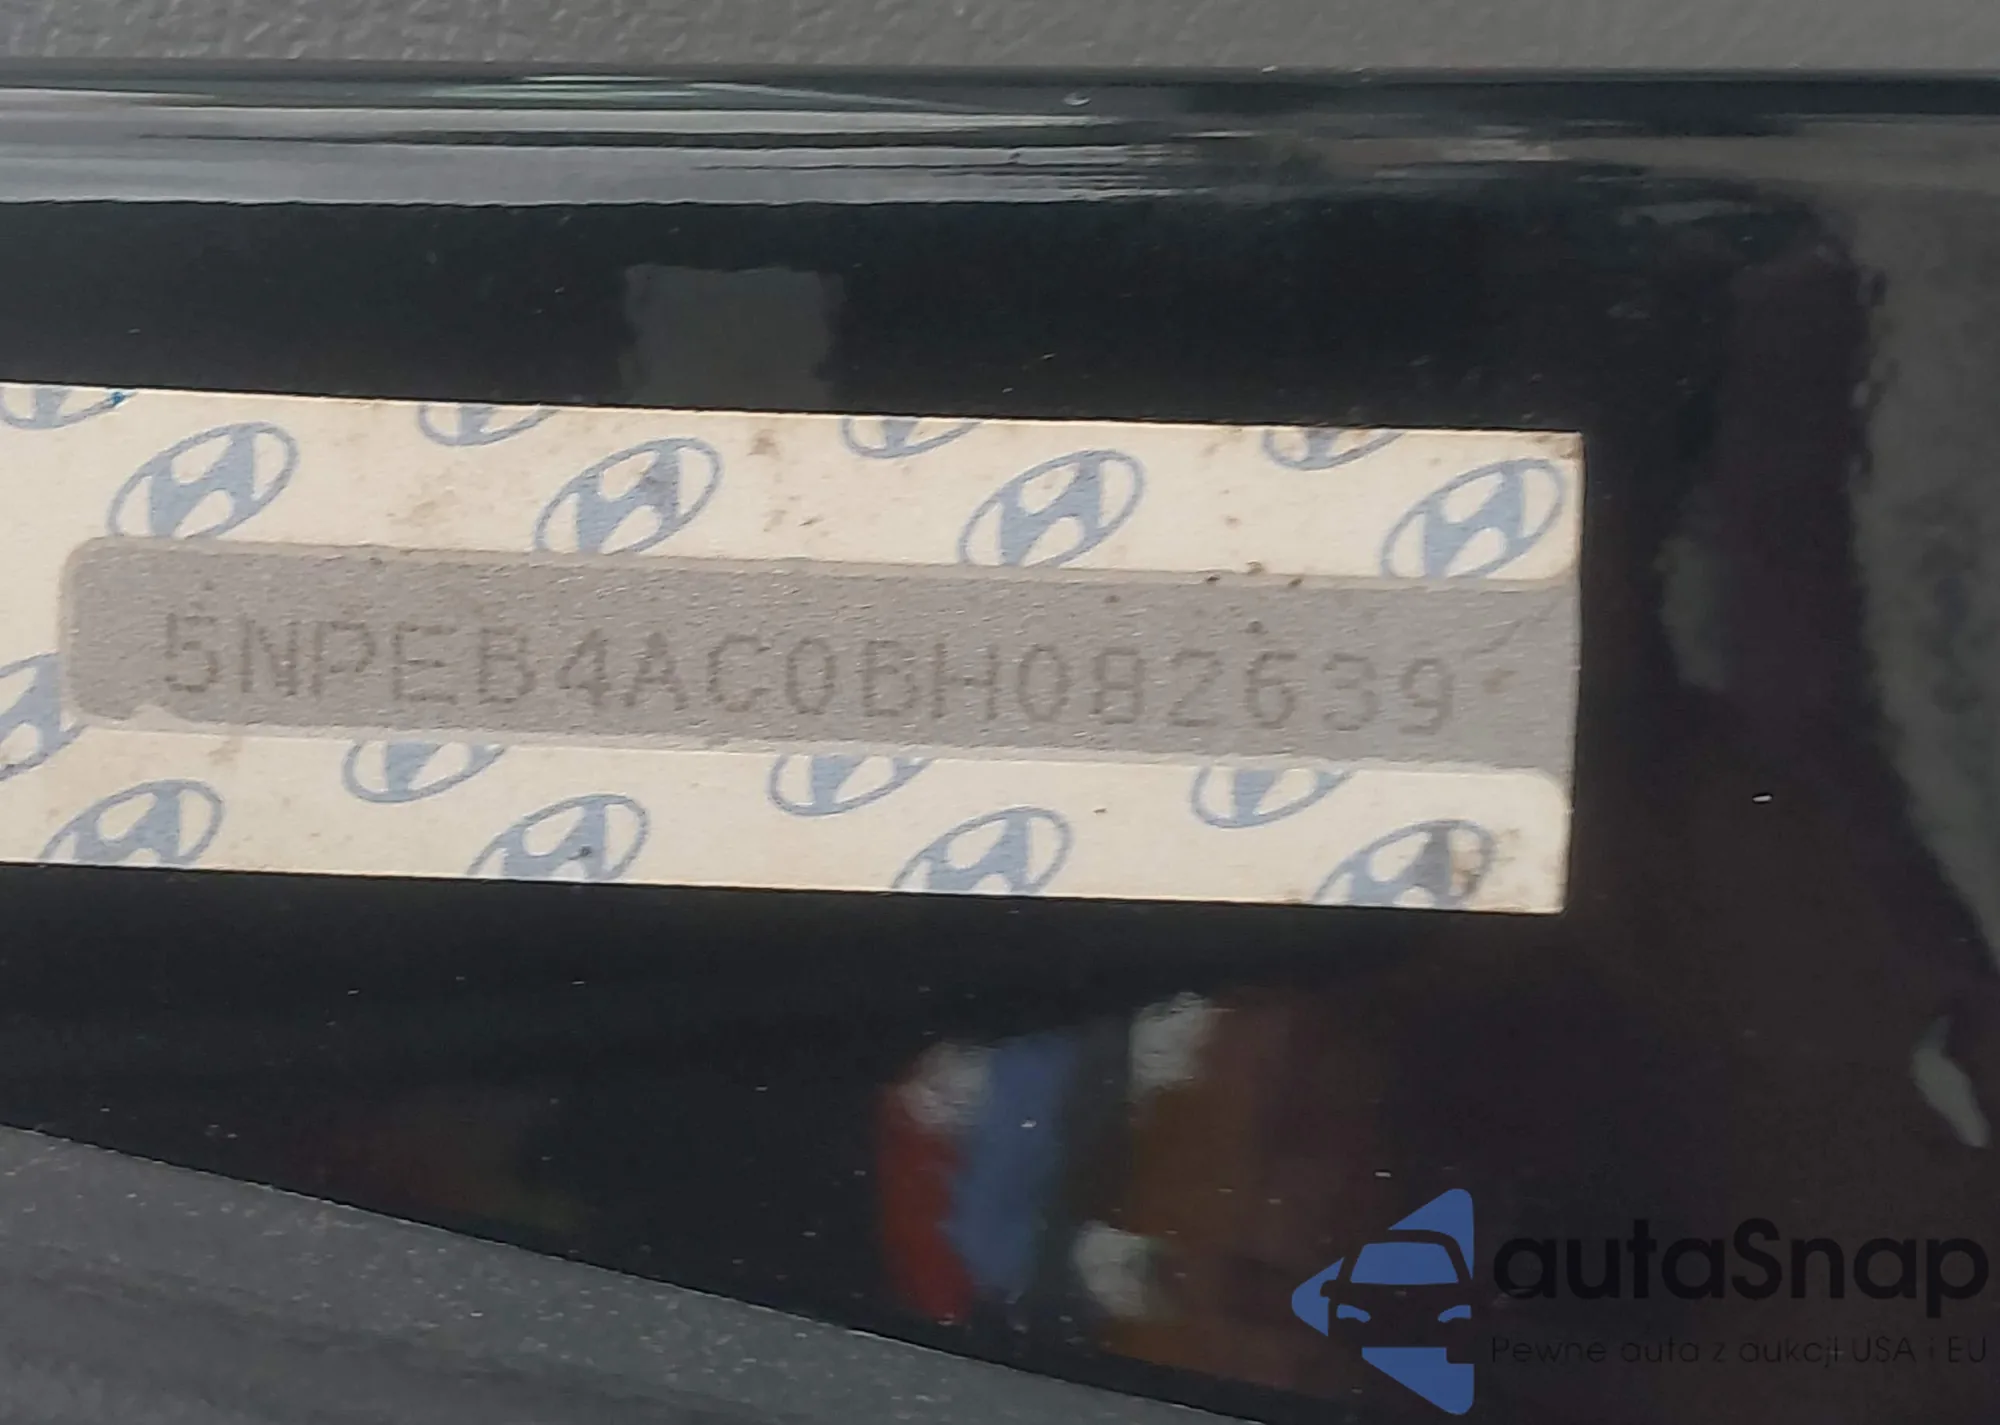 5NPEB4AC0BH082639
autaSnap
Pewne auta z aukcji USA i EU